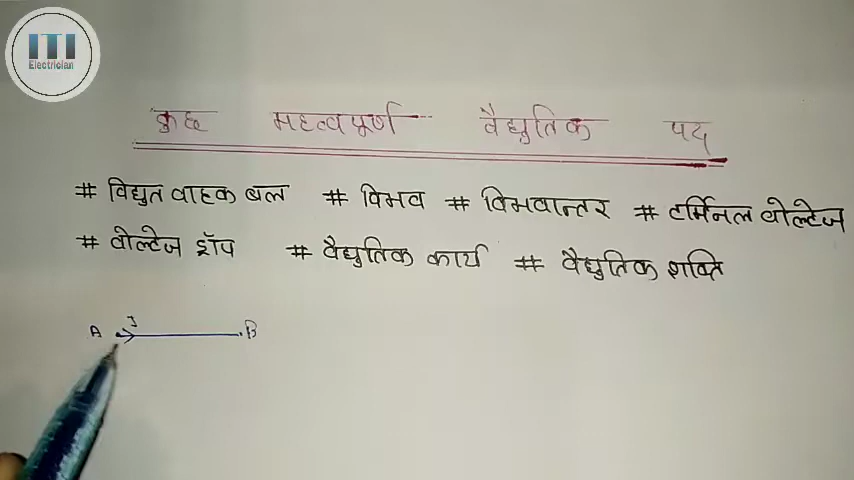 ITI
Electrician
कुछ महत्वपूर्ण वैद्युतिक पद
# विद्युत वाहक बल # विभव # विभवान्तर # टर्मिनल वोल्टेज
# वोल्टेज ड्रॉप # वैद्युतिक कार्य # वैद्युतिक शक्ति
A I B